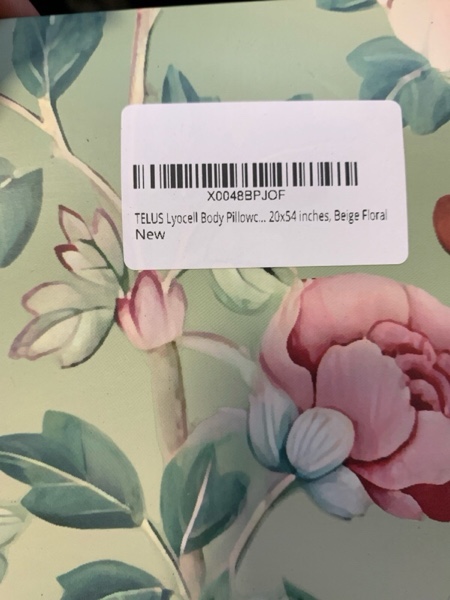 X0048BPJOF
TELUS Lyocell Body Pillowc... 20x54 inches, Beige Floral
New